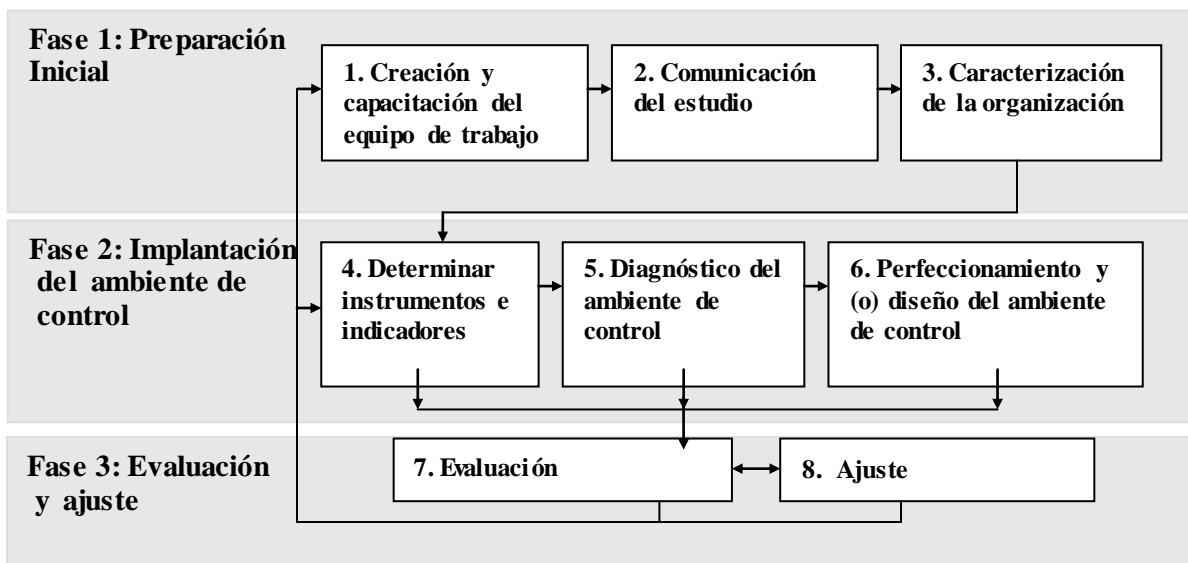 Fase 1: Preparación
Inicial
1. Creación y
capacitación del
equipo de trabajo
2. Comunicación
del estudio
3. Caracterización
de la organización
Fase 2: Implantación
del ambiente de
control
4. Determinar
instrumentos e
indicadores
5. Diagnóstico del
ambiente de
control
6. Perfeccionamiento y
(o) diseño del ambiente
de control
Fase 3: Evaluación
y ajuste
7. Evaluación
8. Ajuste